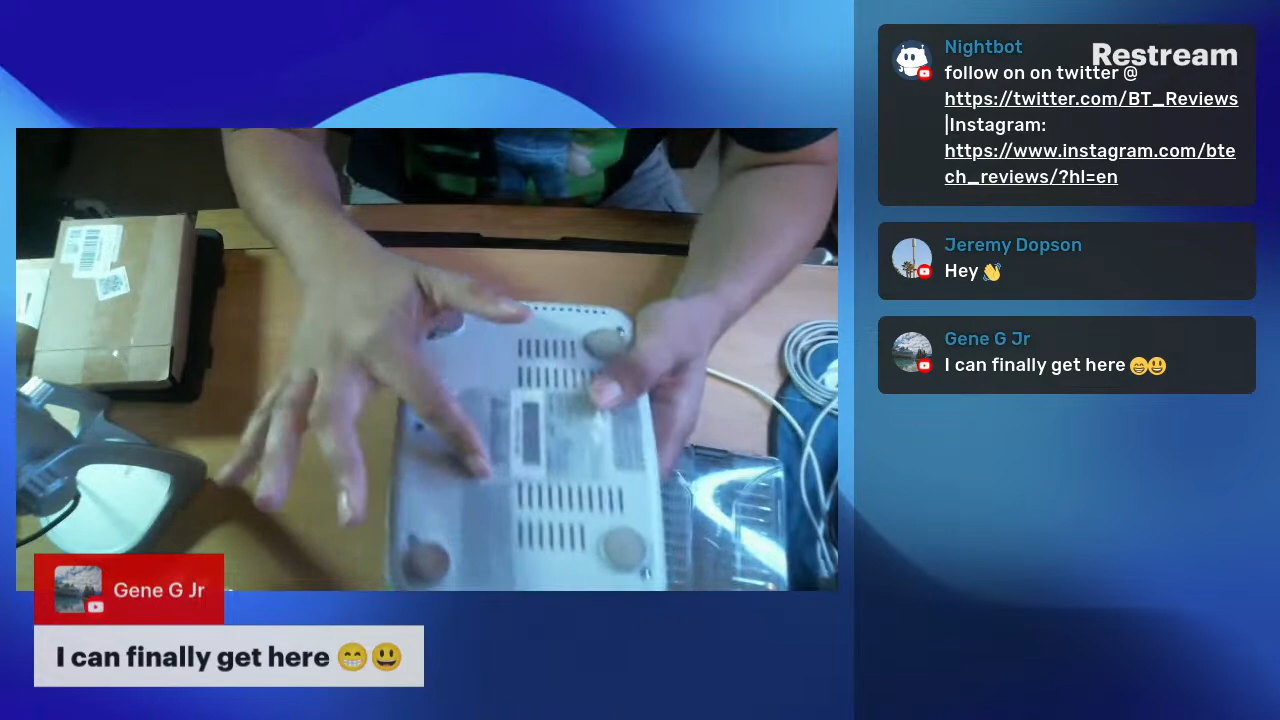 Nightbot
Restream
follow on on twitter @
https://twitter.com/BT_Reviews
|Instagram:
https://www.instagram.com/bte
ch_reviews/?hl=en
Jeremy Dopson
Hey 👋
Gene G Jr
I can finally get here 😁😃
Gene G Jr
I can finally get here 😁😃